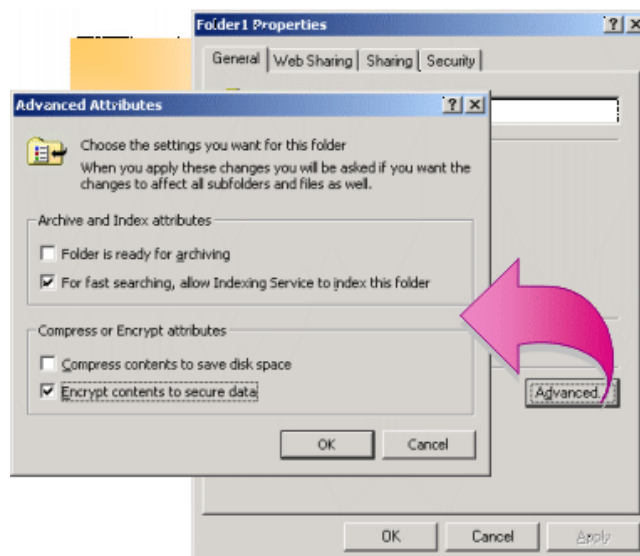 Folder1 Properties
General
Web Sharing
Sharing
Security
Advanced Attributes
Choose the settings you want for this folder
When you apply these changes you will be asked if you want the
changes to affect all subfolders and files as well.
Archive and Index attributes
Folder is ready for archiving
For fast searching, allow Indexing Service to index this folder
Compress or Encrypt attributes
Compress contents to save disk space
Encrypt contents to secure data
OK
Cancel
Advanced...
OK
Cancel
Apply